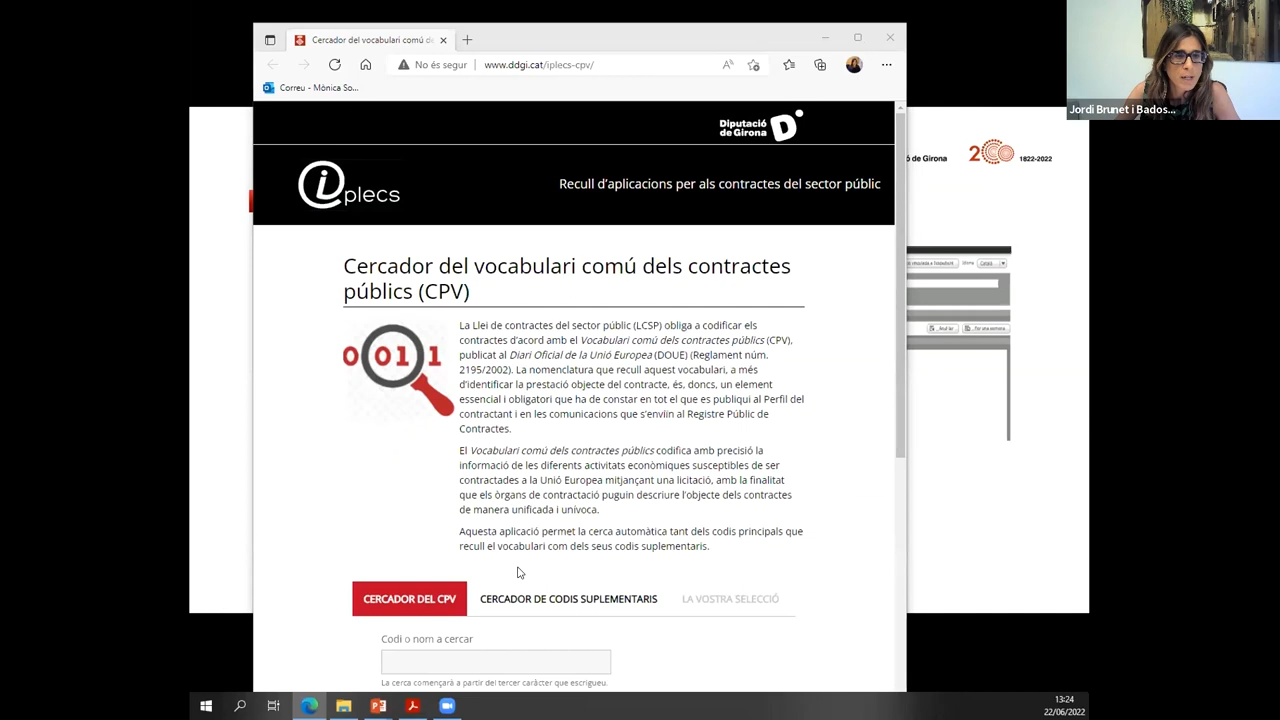 Cercador del vocabulari comú de
No és segur
www.ddgi.cat/iplecs-cpv/
Correu - Mònica So...
Jordi Brunet i Bados...
Diputació
de Girona
ó de Girona
1822-2022
iplecs
Recull d'aplicacions per als contractes del sector públic
Cercador del vocabulari comú dels contractes
públics (CPV)
La Llei de contractes del sector públic (LCSP) obliga a codificar els
contractes d'acord amb el Vocabulari comú dels contractes públics (CPV),
publicat al Diari Oficial de la Unió Europea (DOUE) (Reglament núm.
2195/2002). La nomenclatura que recull aquest vocabulari, a més
d'identificar la prestació objecte del contracte, és, doncs, un element
essencial i obligatori que ha de constar en tot el que es publiqui al Perfil del
contractant i en les comunicacions que s'enviïn al Registre Públic de
Contractes.
0 0 1 1
El Vocabulari comú dels contractes públics codifica amb precisió la
informació de les diferents activitats econòmiques susceptibles de ser
contractades a la Unió Europea mitjançant una licitació, amb la finalitat
que els òrgans de contractació puguin descriure l'objecte dels contractes
de manera unificada i unívoca.
Aquesta aplicació permet la cerca automàtica tant dels codis principals que
recull el vocabulari com dels seus codis suplementaris.
CERCADOR DEL CPV
CERCADOR DE CODIS SUPLEMENTARIS
LA VOSTRA SELECCIÓ
Codi o nom a cercar
La cerca començarà a partir del tercer caràcter que escrigueu.
13:24
22/06/2022